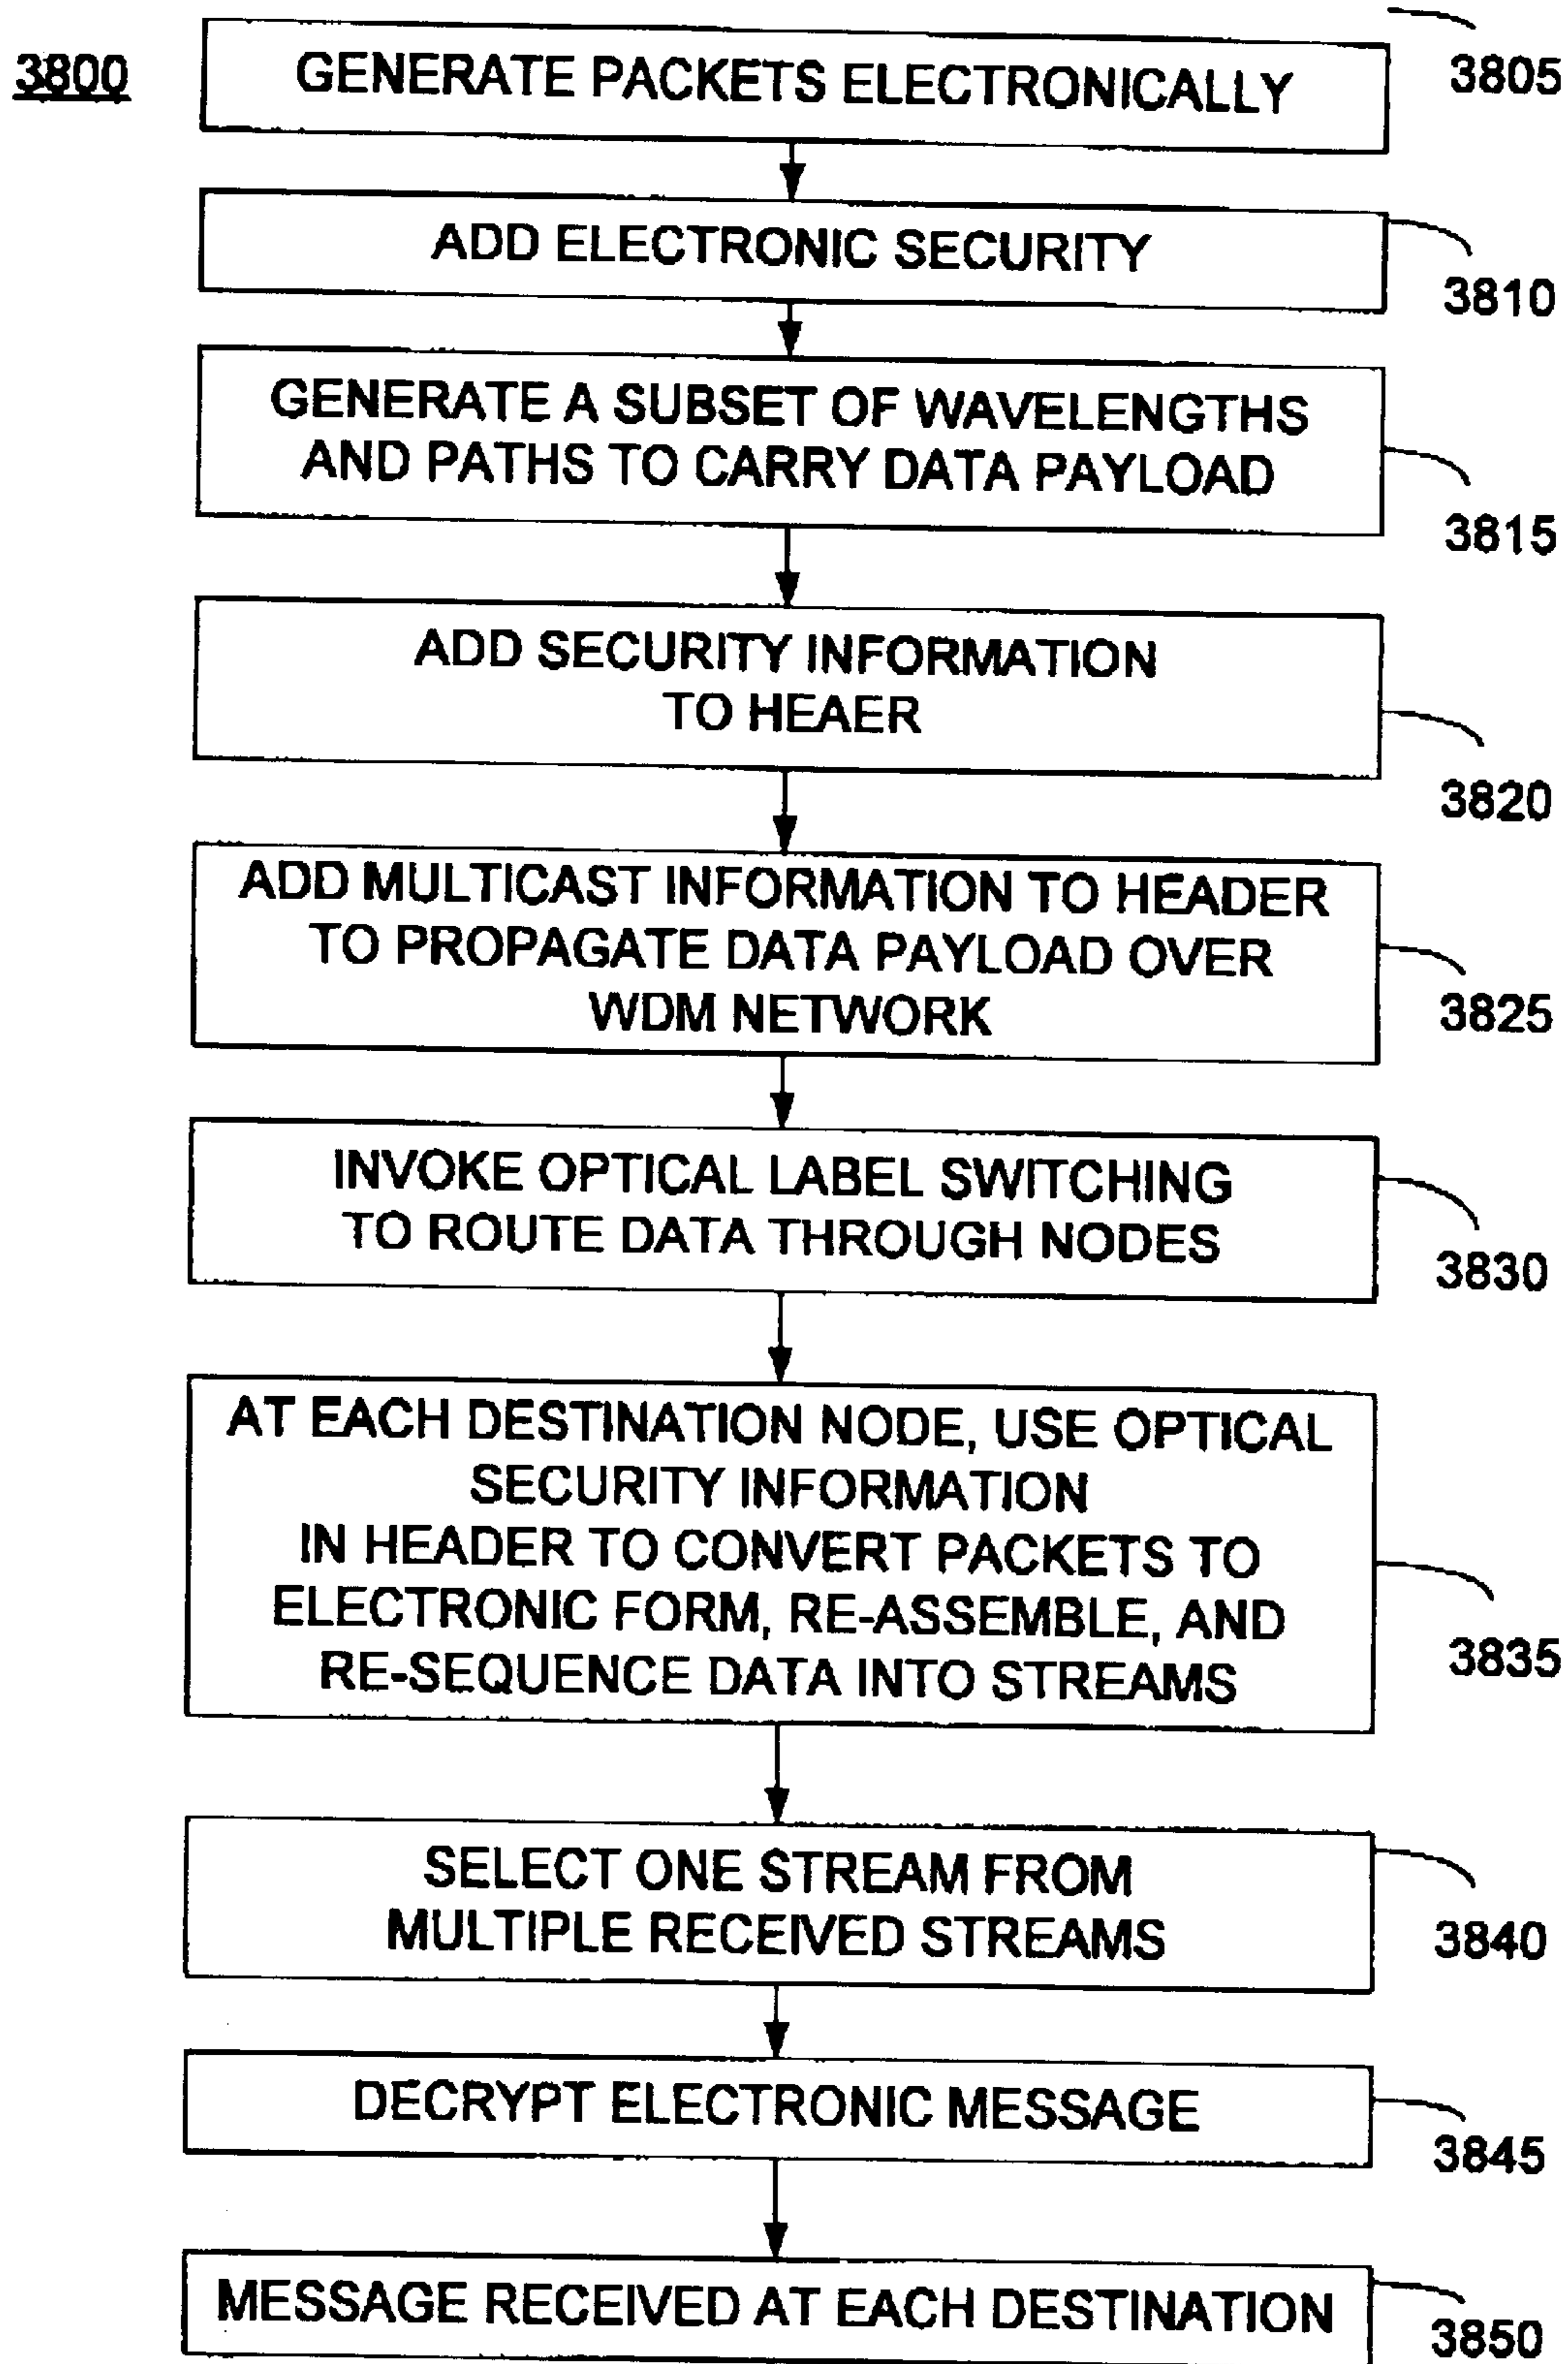 3800
GENERATE PACKETS ELECTRONICALLY
3805
ADD ELECTRONIC SECURITY
3810
GENERATE A SUBSET OF WAVELENGTHS
AND PATHS TO CARRY DATA PAYLOAD
3815
ADD SECURITY INFORMATION
TO HEAER
3820
ADD MULTICAST INFORMATION TO HEADER
TO PROPAGATE DATA PAYLOAD OVER
WDM NETWORK
3825
INVOKE OPTICAL LABEL SWITCHING
TO ROUTE DATA THROUGH NODES
3830
AT EACH DESTINATION NODE, USE OPTICAL
SECURITY INFORMATION
IN HEADER TO CONVERT PACKETS TO
ELECTRONIC FORM, RE-ASSEMBLE, AND
RE-SEQUENCE DATA INTO STREAMS
3835
SELECT ONE STREAM FROM
MULTIPLE RECEIVED STREAMS
3840
DECRYPT ELECTRONIC MESSAGE
3845
MESSAGE RECEIVED AT EACH DESTINATION
3850